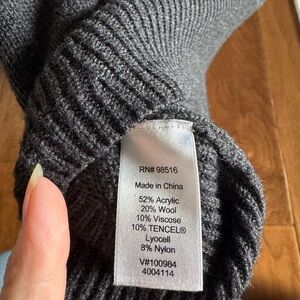 RN# 98516
Made in China
52% Acrylic
20% Wool
10% Viscose
10% TENCEL®
Lyocell
8% Nylon
V#100984
4004114